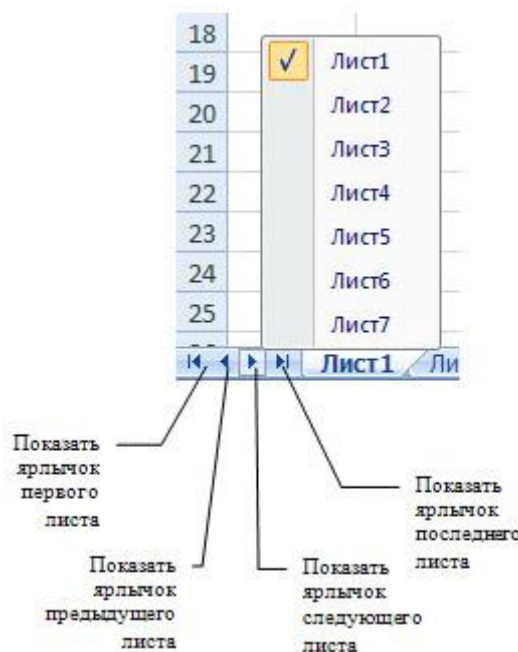 18
19
20
21
22
23
24
25
Лист1
Лист2
Лист3
Лист4
Лист5
Лист6
Лист7
Лист1
Ли
Показать
ярлычок
первого
листа
Показать
ярлычок
предыдущего
листа
Показать
ярлычок
следующего
листа
Показать
ярлычок
последнего
листа